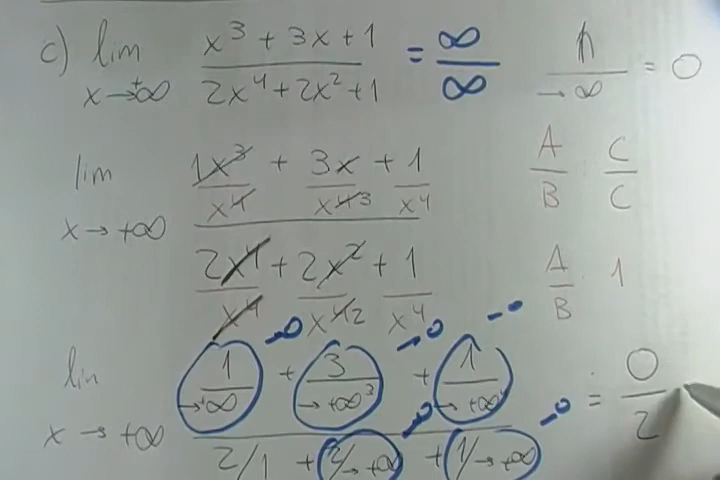 c) lim x→+∞ (x³ + 3x + 1)/(2x⁴ + 2x² + 1) = ∞/∞   n/→∞ = 0
lim x→+∞ (1x³/x⁴ + 3x/x⁴3 + 1/x⁴)/(2x⁴/x⁴ + 2x²/x⁴2 + 1/x⁴)
A/B C/C
A/B · 1
lim x→+∞ (1/→+∞ + 3/→+∞³ + 1/→+∞)/(2/1 + 2/→+∞ + 1/→+∞) = 0/2
→0 →0 →0
→0 →0